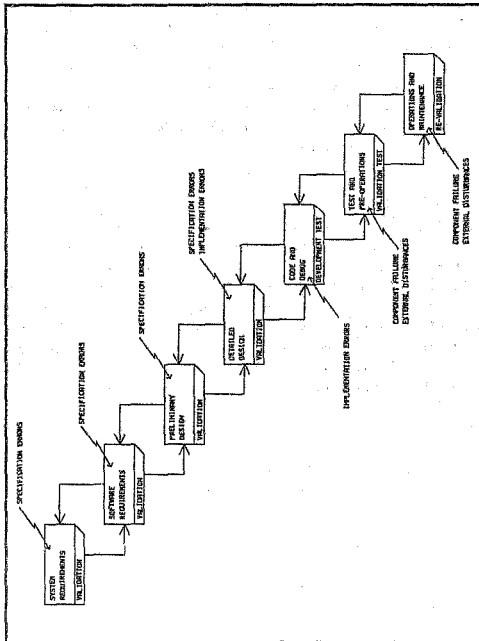 SPECIFICATION ERRORS
SYSTEM
REQUIREMENTS
VALIDATION
SPECIFICATION ERRORS
SOFTWARE
REQUIREMENTS
VALIDATION
SPECIFICATION ERRORS
PRELIMINARY
DESIGN
VALIDATION
SPECIFICATION ERRORS
IMPLEMENTATION ERRORS
DETAILED
DESIGN
VALIDATION
CODE AND
DEBUG
DEVELOPMENT TEST
IMPLEMENTATION ERRORS
TEST AND
PRE-OPERATIONS
VALIDATION TEST
COMPONENT FAILURE
EXTERNAL DISTURBANCES
OPERATIONS AND
MAINTENANCE
RE-VALIDATION
COMPONENT FAILURE
EXTERNAL DISTURBANCES